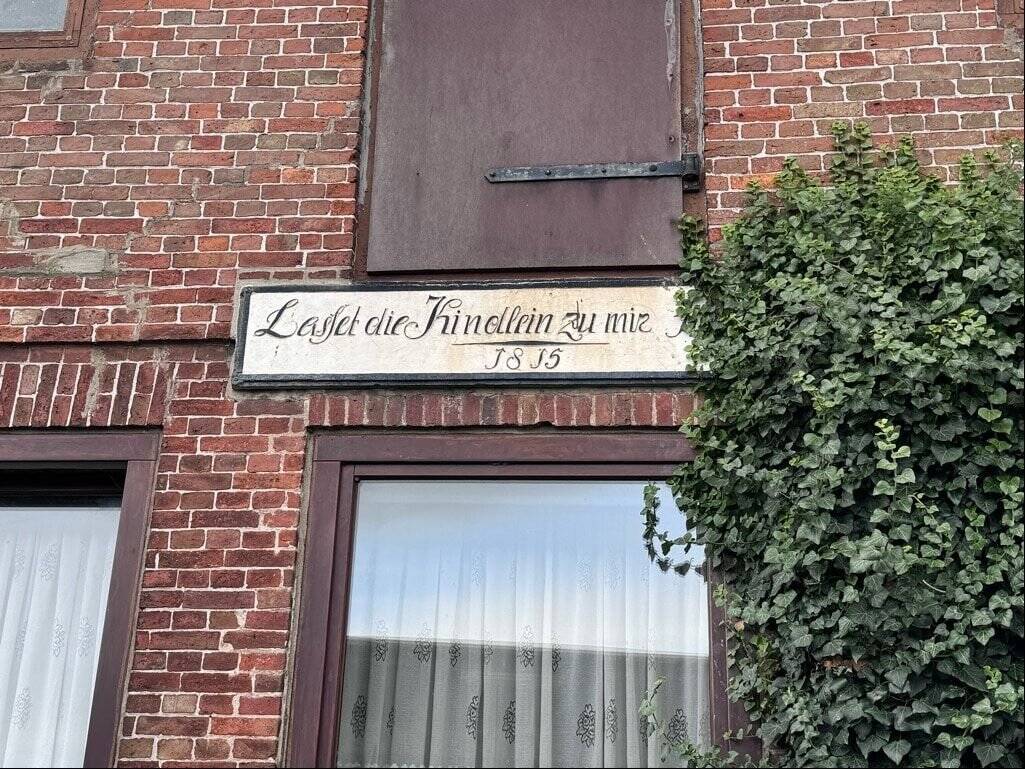 Lasset die Kindlein zu mir
1815